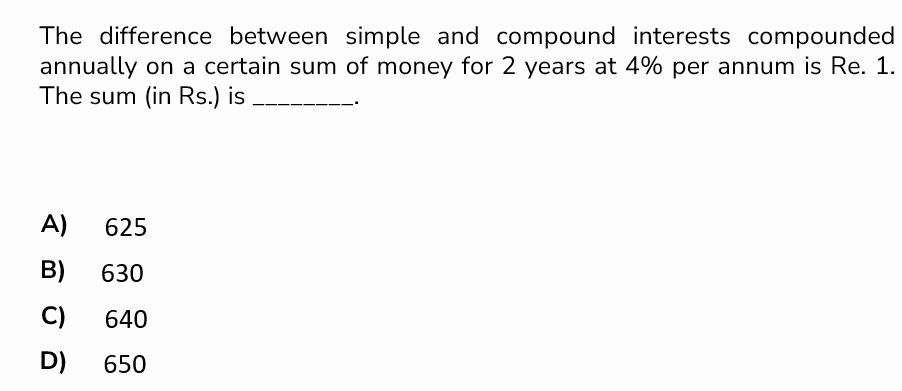 The difference between simple and compound interests compounded
annually on a certain sum of money for 2 years at 4% per annum is Re. 1.
The sum (in Rs.) is ________.
A) 625
B) 630
C) 640
D) 650